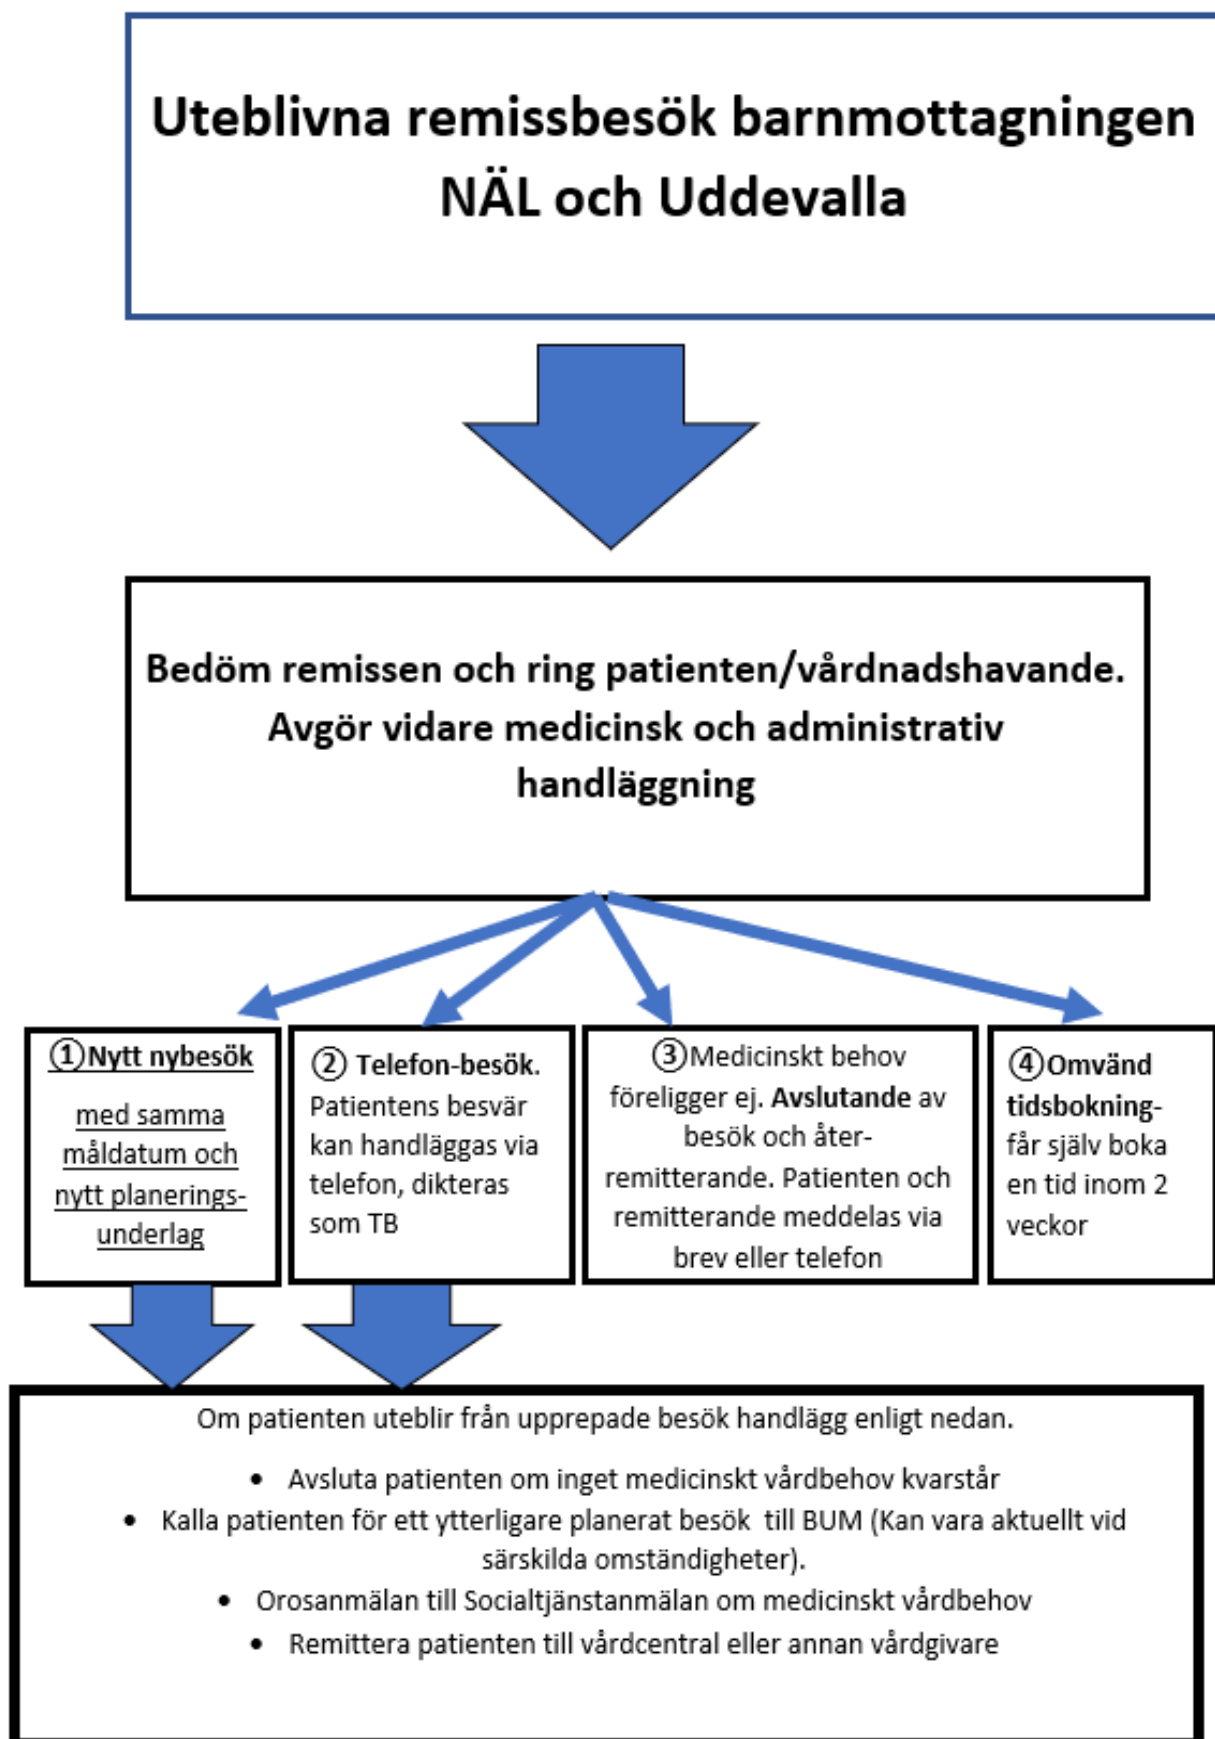 Uteblivna remissbesök barnmottagningen
NÄL och Uddevalla
Bedöm remissen och ring patienten/vårdnadshavande.
Avgör vidare medicinsk och administrativ
handläggning
①Nytt nybesök
med samma
måldatum och
nytt planerings-
underlag
② Telefon-besök.
Patientens besvär
kan handläggas via
telefon, dikteras
som TB
③Medicinskt behov
föreligger ej. Avslutande av
besök och åter-
remitterande. Patienten och
remitterande meddelas via
brev eller telefon
④Omvänd
tidsbokning-
får själv boka
en tid inom 2
veckor
Om patienten uteblir från upprepade besök handlägg enligt nedan.
• Avsluta patienten om inget medicinskt vårdbehov kvarstår
• Kalla patienten för ett ytterligare planerat besök till BUM (Kan vara aktuellt vid
särskilda omständigheter).
• Orosanmälan till Socialtjänstanmälan om medicinskt vårdbehov
• Remittera patienten till vårdcentral eller annan vårdgivare